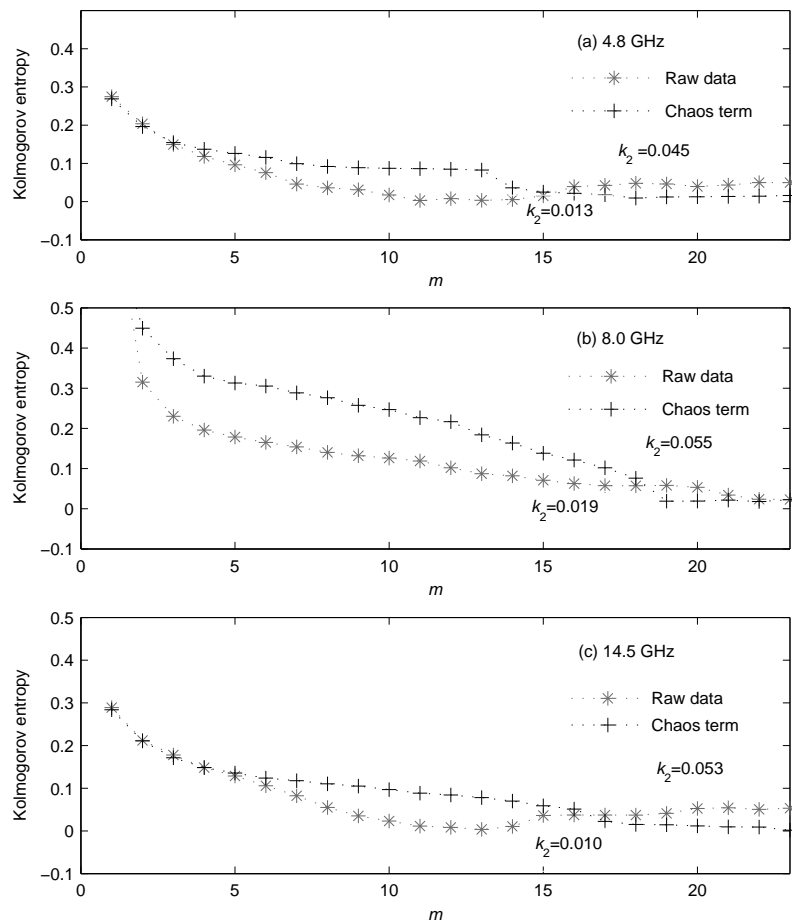 (a) 4.8 GHz
Raw data
Chaos term
k2=0.045
k2=0.013
Kolmogorov entropy
0.4
0.3
0.2
0.1
0
−0.1
0 5 10 15 20
m
(b) 8.0 GHz
Raw data
Chaos term
k2=0.055
k2=0.019
Kolmogorov entropy
0.5
0.4
0.3
0.2
0.1
0
−0.1
0 5 10 15 20
m
(c) 14.5 GHz
Raw data
Chaos term
k2=0.053
k2=0.010
Kolmogorov entropy
0.5
0.4
0.3
0.2
0.1
0
−0.1
0 5 10 15 20
m